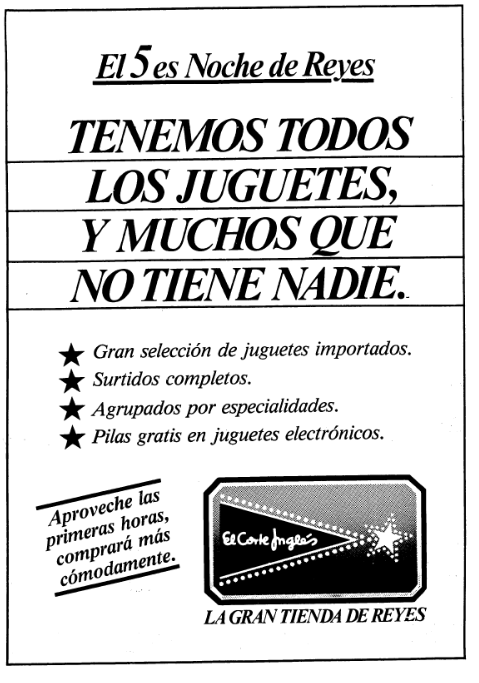 El 5 es Noche de Reyes
TENEMOS TODOS
LOS JUGUETES,
Y MUCHOS QUE
NO TIENE NADIE.
★ Gran selección de juguetes importados.
★ Surtidos completos.
★ Agrupados por especialidades.
★ Pilas gratis en juguetes electrónicos.
Aproveche las
primeras horas,
comprará más
cómodamente.
El Corte Inglés
LA GRAN TIENDA DE REYES